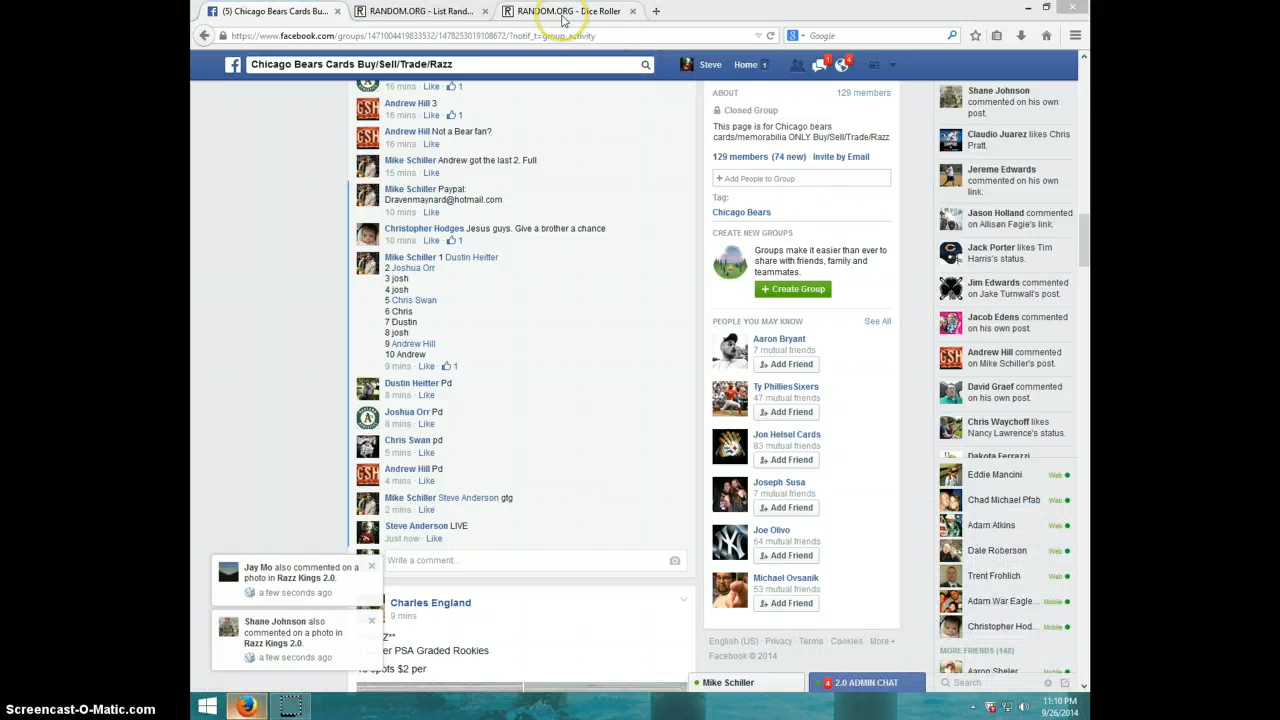 (5) Chicago Bears Cards Bu...
RANDOM.ORG - List Rand...
RANDOM.ORG - Dice Roller
https://www.facebook.com/groups/1471004419833532/1478253019108672/?notif_t=group_activity
Google
Chicago Bears Cards Buy/Sell/Trade/Razz
Steve
Home 1
1
4
16 mins · Like · 1
Andrew Hill 3
16 mins · Like · 1
Andrew Hill Not a Bear fan?
16 mins · Like
Mike Schiller Andrew got the last 2. Full
15 mins · Like
Mike Schiller Paypal:
Dravenmaynard@hotmail.com
10 mins · Like
Christopher Hodges Jesus guys. Give a brother a chance
10 mins · Like · 1
Mike Schiller 1 Dustin Heitter
2 Joshua Orr
3 josh
4 josh
5 Chris Swan
6 Chris
7 Dustin
8 josh
9 Andrew Hill
10 Andrew
9 mins · Like · 1
Dustin Heitter Pd
8 mins · Like
Joshua Orr Pd
8 mins · Like
Chris Swan pd
5 mins · Like
Andrew Hill Pd
4 mins · Like
Mike Schiller Steve Anderson gtg
2 mins · Like
Steve Anderson LIVE
Just now · Like
Write a comment...
Charles England
9 mins
Z**
er PSA Graded Rookies
spots $2 per
Jay Mo also commented on a
photo in Razz Kings 2.0.
a few seconds ago
Shane Johnson also
commented on a photo in
Razz Kings 2.0.
a few seconds ago
ABOUT
129 members
Closed Group
This page is for Chicago bears
cards/memorabilia ONLY. Buy/Sell/Trade/Razz
129 members (74 new) · Invite by Email
+ Add People to Group
Tag:
Chicago Bears
CREATE NEW GROUPS
Groups make it easier than ever to
share with friends, family and
teammates.
+ Create Group
PEOPLE YOU MAY KNOW
See All
Aaron Bryant
7 mutual friends
Add Friend
Ty PhilliesSixers
47 mutual friends
Add Friend
Jon Helsel Cards
83 mutual friends
Add Friend
Joseph Susa
7 mutual friends
Add Friend
Joe Olivo
64 mutual friends
Add Friend
Michael Ovsanik
53 mutual friends
Add Friend
English (US) · Privacy · Terms · Cookies · More
Facebook © 2014
Shane Johnson
commented on his own
post.
Claudio Juarez likes Chris
Pratt.
Jereme Edwards
commented on his own
link.
Jason Holland commented
on Allisøn Føgie's link.
Jack Porter likes Tim
Harris's status.
Jim Edwards commented
on Jake Turnwall's post.
Jacob Edens commented
on his own post.
Andrew Hill commented
on Mike Schiller's post.
David Graef commented
on his own post.
Chris Waychoff likes
Nancy Lawrence's status.
Dakota Ferrazzi
Eddie Mancini Web
Chad Michael Pfab Web
Adam Atkins Web
Dale Roberson Web
Trent Frohlich Web
Adam War Eagle... Mobile
Christopher Hod... Mobile
MORE FRIENDS (148)
Aaron Sheler
Search
Mike Schiller
4 2.0 ADMIN CHAT
11:10 PM
9/26/2014
Screencast-O-Matic.com